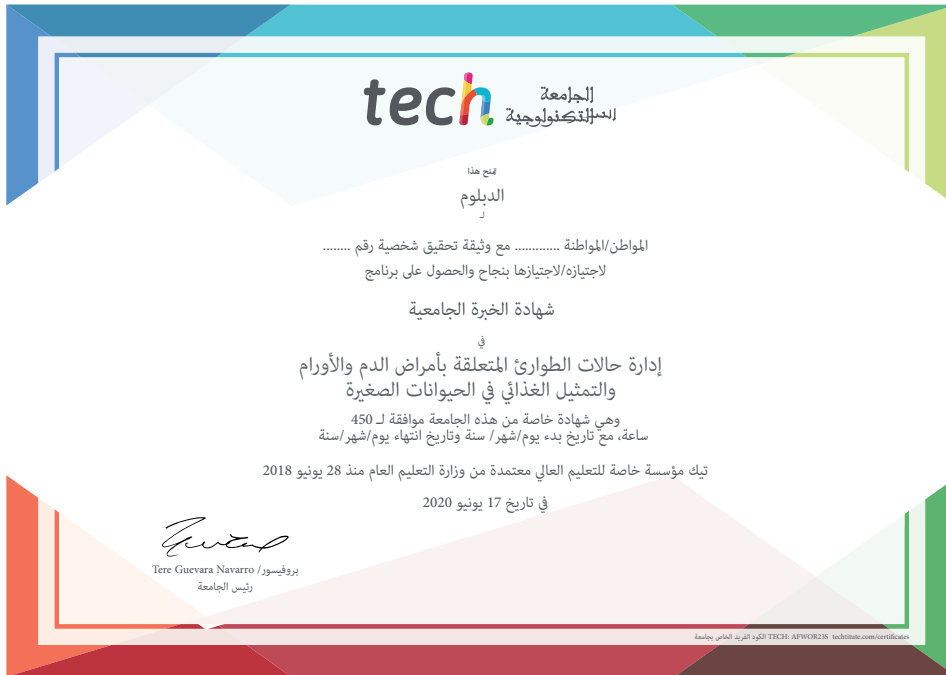 tech
الجامعة
التكنولوجية
يمنح هذا
الدبلوم
لـ
المواطن/المواطنة ............ مع وثيقة تحقيق شخصية رقم ........
لاجتيازه/لاجتيازها بنجاح والحصول على برنامج
شهادة الخبرة الجامعية
في
إدارة حالات الطوارئ المتعلقة بأمراض الدم والأورام
والتمثيل الغذائي في الحيوانات الصغيرة
وهي شهادة خاصة من هذه الجامعة موافقة لـ 450
ساعة، مع تاريخ بدء يوم/شهر/ سنة وتاريخ انتهاء يوم/شهر/سنة
تيك مؤسسة خاصة للتعليم العالي معتمدة من وزارة التعليم العام منذ 28 يونيو 2018
في تاريخ 17 يونيو 2020
بروفيسور/ Tere Guevara Navarro
رئيس الجامعة
الكود الفريد الخاص بجامعة TECH: AFWOR23S techtitute.com/certificates